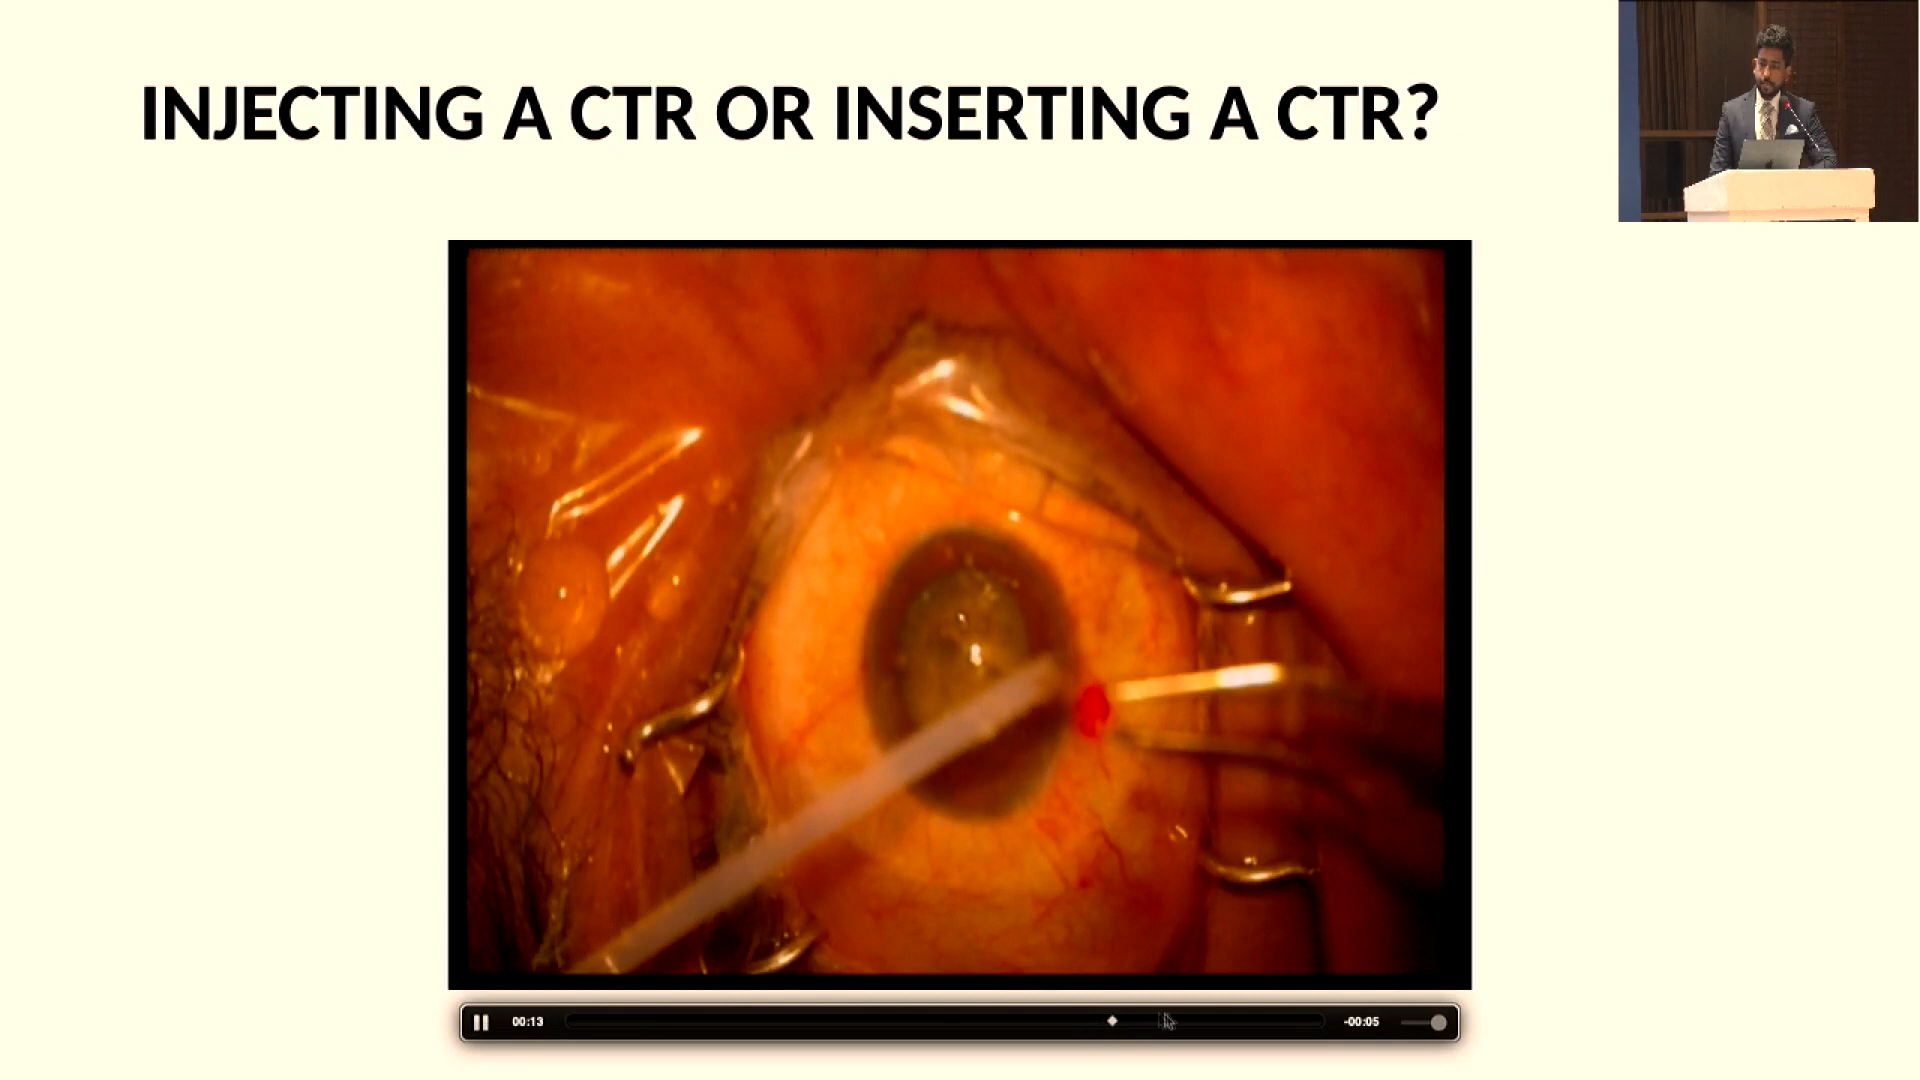 INJECTING A CTR OR INSERTING A CTR?
00:13
-00:05